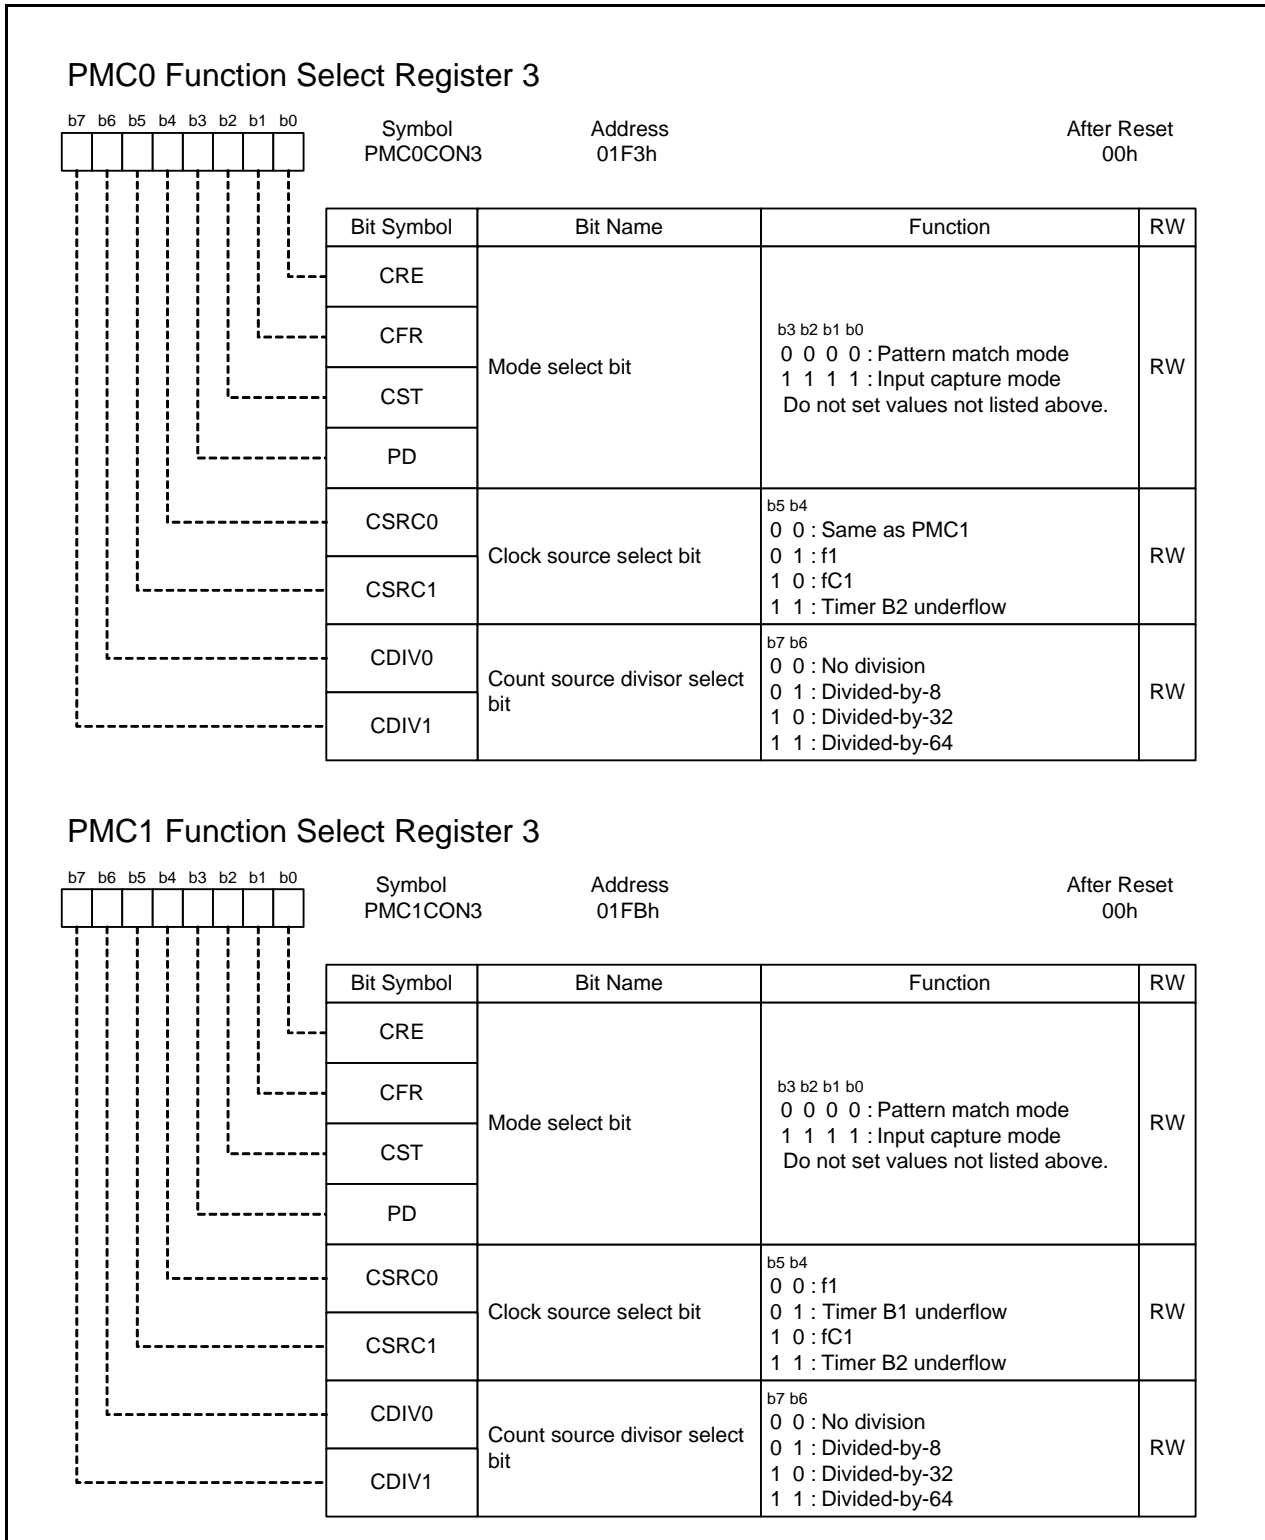 PMC0 Function Select Register 3
b7 b6 b5 b4 b3 b2 b1 b0
Symbol Address After Reset
PMC0CON3 01F3h 00h
Bit Symbol Bit Name Function RW
CRE
CFR
CST
PD
Mode select bit
b3 b2 b1 b0
0 0 0 0 : Pattern match mode
1 1 1 1 : Input capture mode
Do not set values not listed above.
RW
CSRC0
CSRC1
Clock source select bit
b5 b4
0 0 : Same as PMC1
0 1 : f1
1 0 : fC1
1 1 : Timer B2 underflow
RW
CDIV0
CDIV1
Count source divisor select
bit
b7 b6
0 0 : No division
0 1 : Divided-by-8
1 0 : Divided-by-32
1 1 : Divided-by-64
RW
PMC1 Function Select Register 3
b7 b6 b5 b4 b3 b2 b1 b0
Symbol Address After Reset
PMC1CON3 01FBh 00h
Bit Symbol Bit Name Function RW
CRE
CFR
CST
PD
Mode select bit
b3 b2 b1 b0
0 0 0 0 : Pattern match mode
1 1 1 1 : Input capture mode
Do not set values not listed above.
RW
CSRC0
CSRC1
Clock source select bit
b5 b4
0 0 : f1
0 1 : Timer B1 underflow
1 0 : fC1
1 1 : Timer B2 underflow
RW
CDIV0
CDIV1
Count source divisor select
bit
b7 b6
0 0 : No division
0 1 : Divided-by-8
1 0 : Divided-by-32
1 1 : Divided-by-64
RW